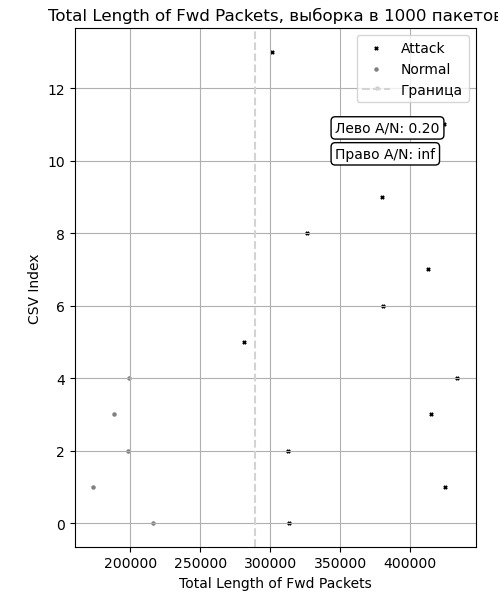 Total Length of Fwd Packets, выборка в 1000 пакетов
Attack
Normal
Граница
Лево A/N: 0.20
Право A/N: inf
CSV Index
12
10
8
6
4
2
0
200000 250000 300000 350000 400000
Total Length of Fwd Packets